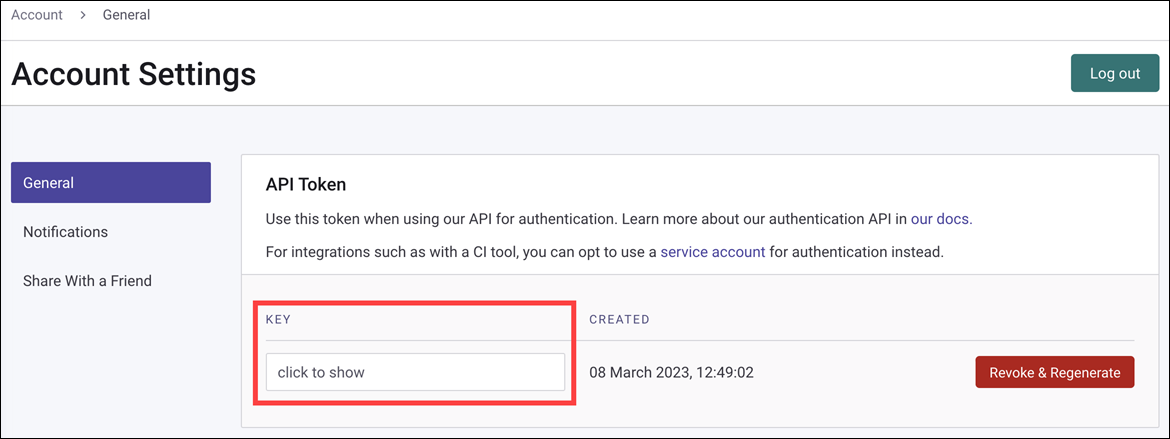 Account > General
Account Settings
Log out
General
Notifications
Share With a Friend
API Token
Use this token when using our API for authentication. Learn more about our authentication API in our docs.
For integrations such as with a CI tool, you can opt to use a service account for authentication instead.
KEY CREATED
click to show 08 March 2023, 12:49:02 Revoke & Regenerate